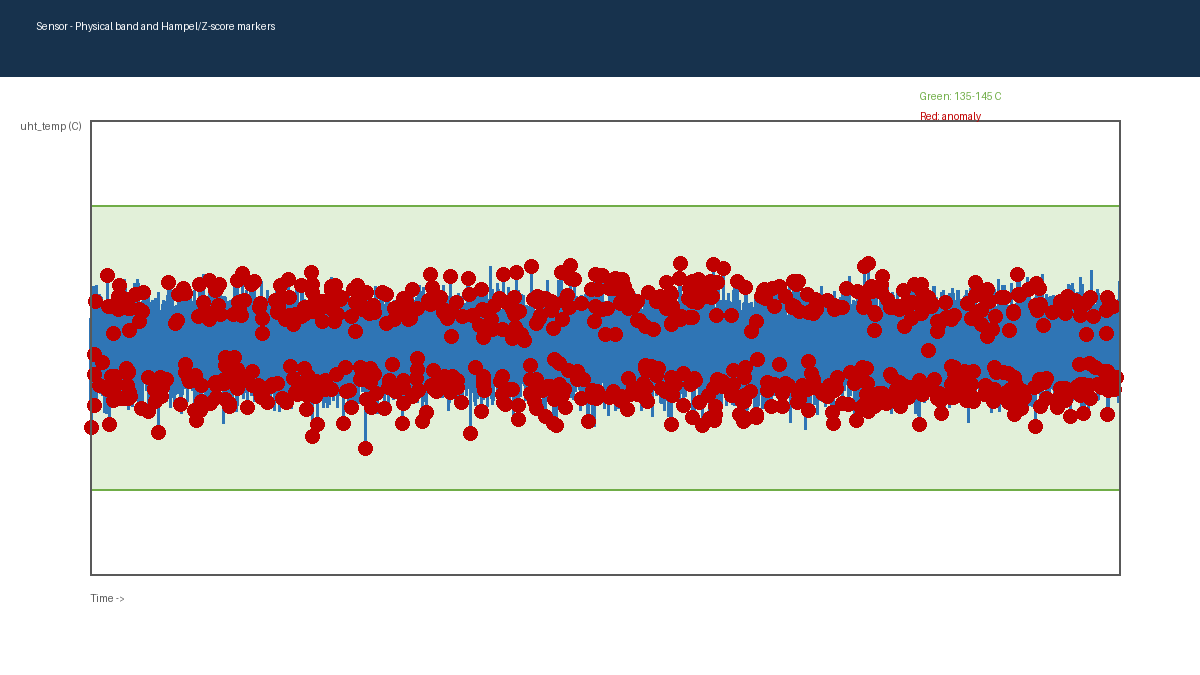 Sensor - Physical band and Hampel/Z-score markers
Green: 135-145 C
Red: anomaly
uht_temp (C)
Time ->